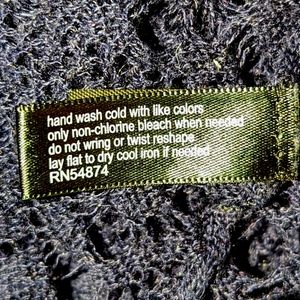 hand wash cold with like colors
only non-chlorine bleach when needed
do not wring or twist reshape
lay flat to dry cool iron if needed
RN54874